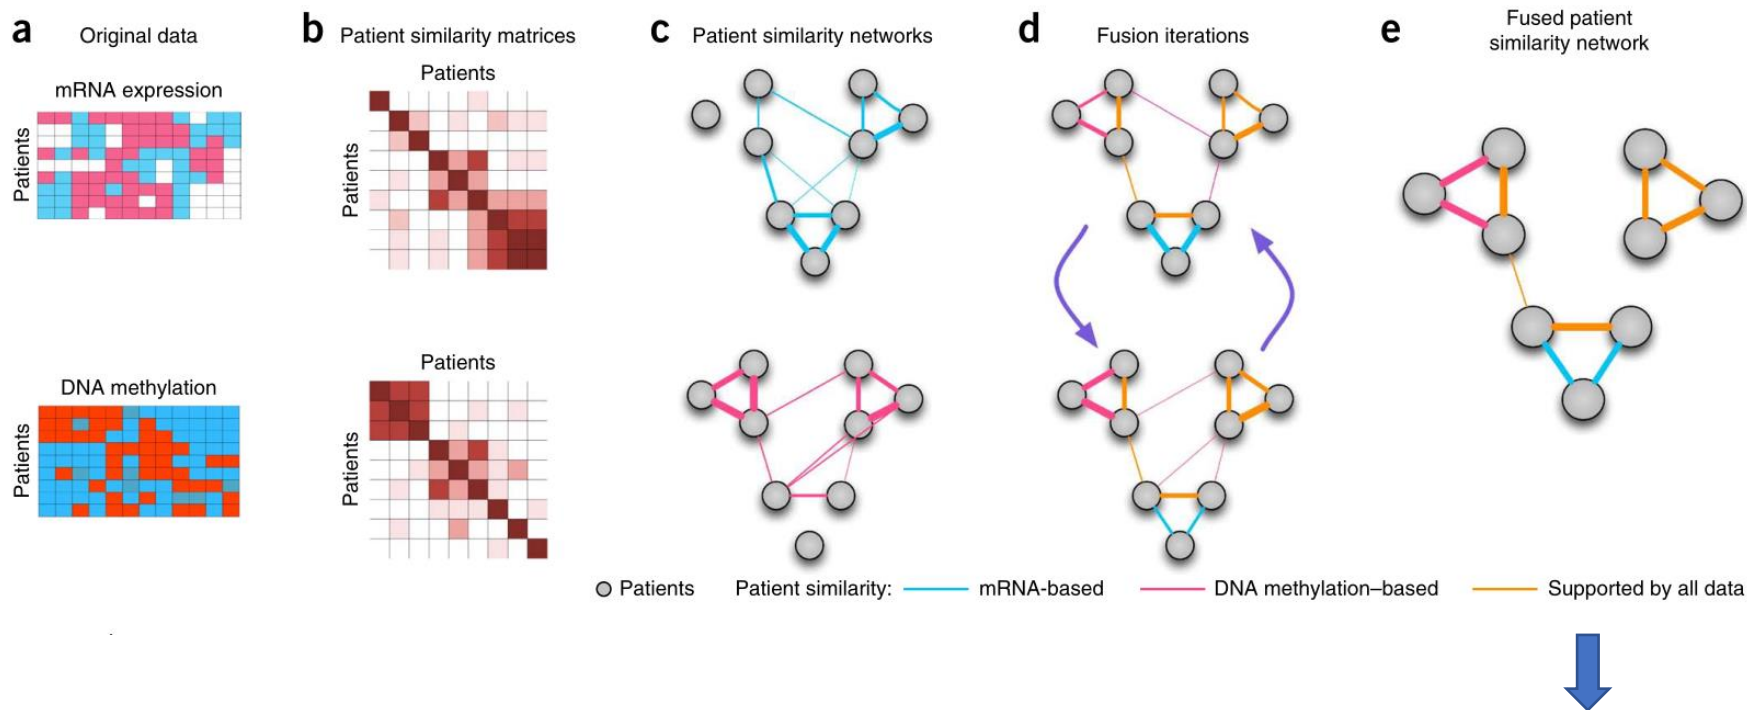 a Original data
mRNA expression
Patients
DNA methylation
Patients
b Patient similarity matrices
Patients
Patients
Patients
Patients
c Patient similarity networks
d Fusion iterations
e Fused patient
similarity network
Patients Patient similarity: mRNA-based DNA methylation–based Supported by all data